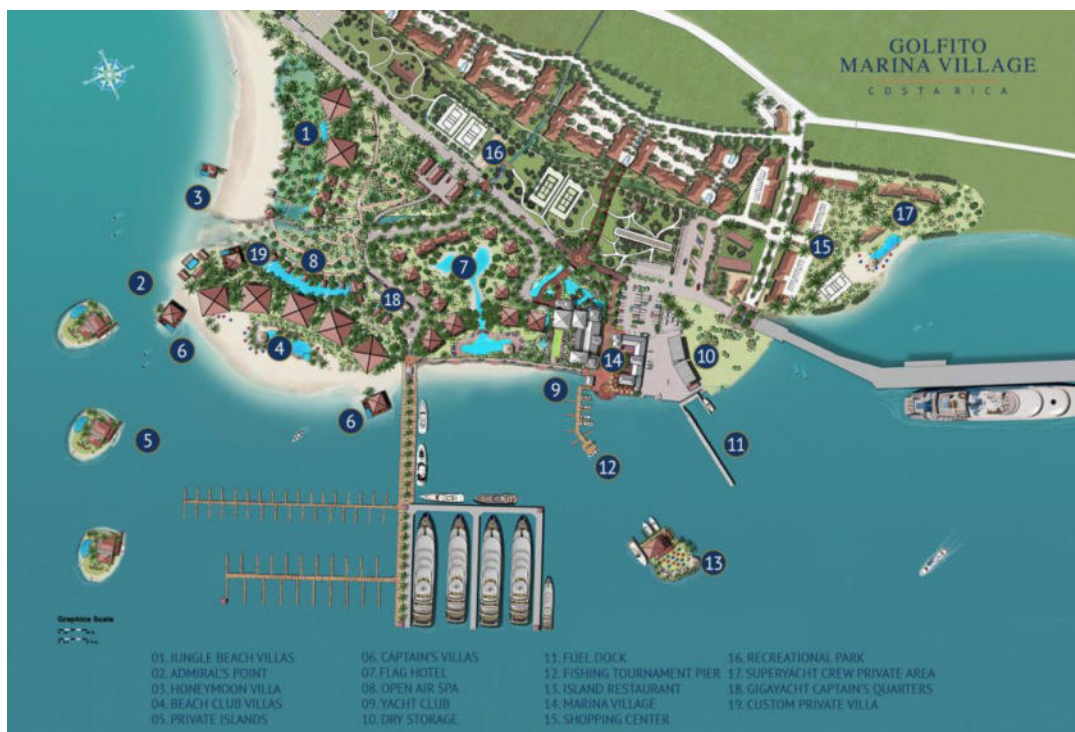 GOLFITO
MARINA VILLAGE
COSTA RICA
1
16
3
17
19
8
7
15
2
18
6
4
14
10
9
6
5
11
12
13
Graphics Scale
01. JUNGLE BEACH VILLAS
02. ADMIRAL'S POINT
03. HONEYMOON VILLA
04. BEACH CLUB VILLAS
05. PRIVATE ISLANDS
06. CAPTAIN'S VILLAS
07. FLAG HOTEL
08. OPEN AIR SPA
09. YACHT CLUB
10. DRY STORAGE
11. FUEL DOCK
12. FISHING TOURNAMENT PIER
13. ISLAND RESTAURANT
14. MARINA VILLAGE
15. SHOPPING CENTER
16. RECREATIONAL PARK
17. SUPERYACHT CREW PRIVATE AREA
18. GIGAYACHT CAPTAIN'S QUARTERS
19. CUSTOM PRIVATE VILLA